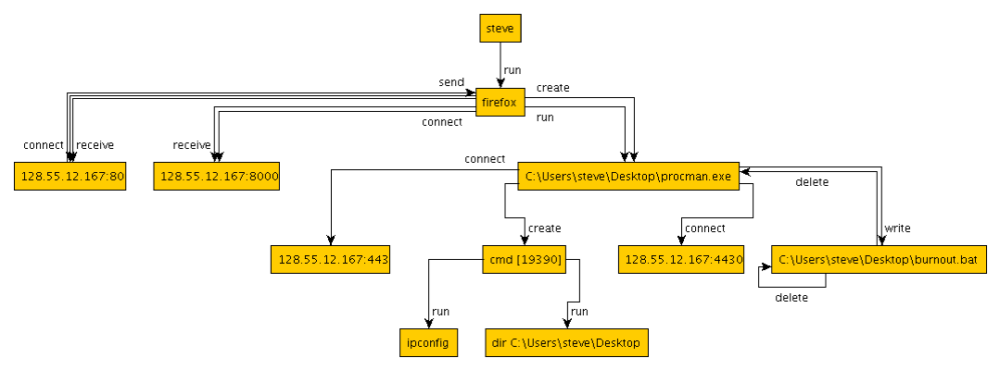 steve
run
send
create
firefox
connect
run
connect
receive
receive
connect
128.55.12.167:80
128.55.12.167:8000
C:\Users\steve\Desktop\procman.exe
delete
create
connect
write
128.55.12.167:443
cmd [19390]
128.55.12.167:4430
C:\Users\steve\Desktop\burnout.bat
delete
run
run
ipconfig
dir C:\Users\steve\Desktop